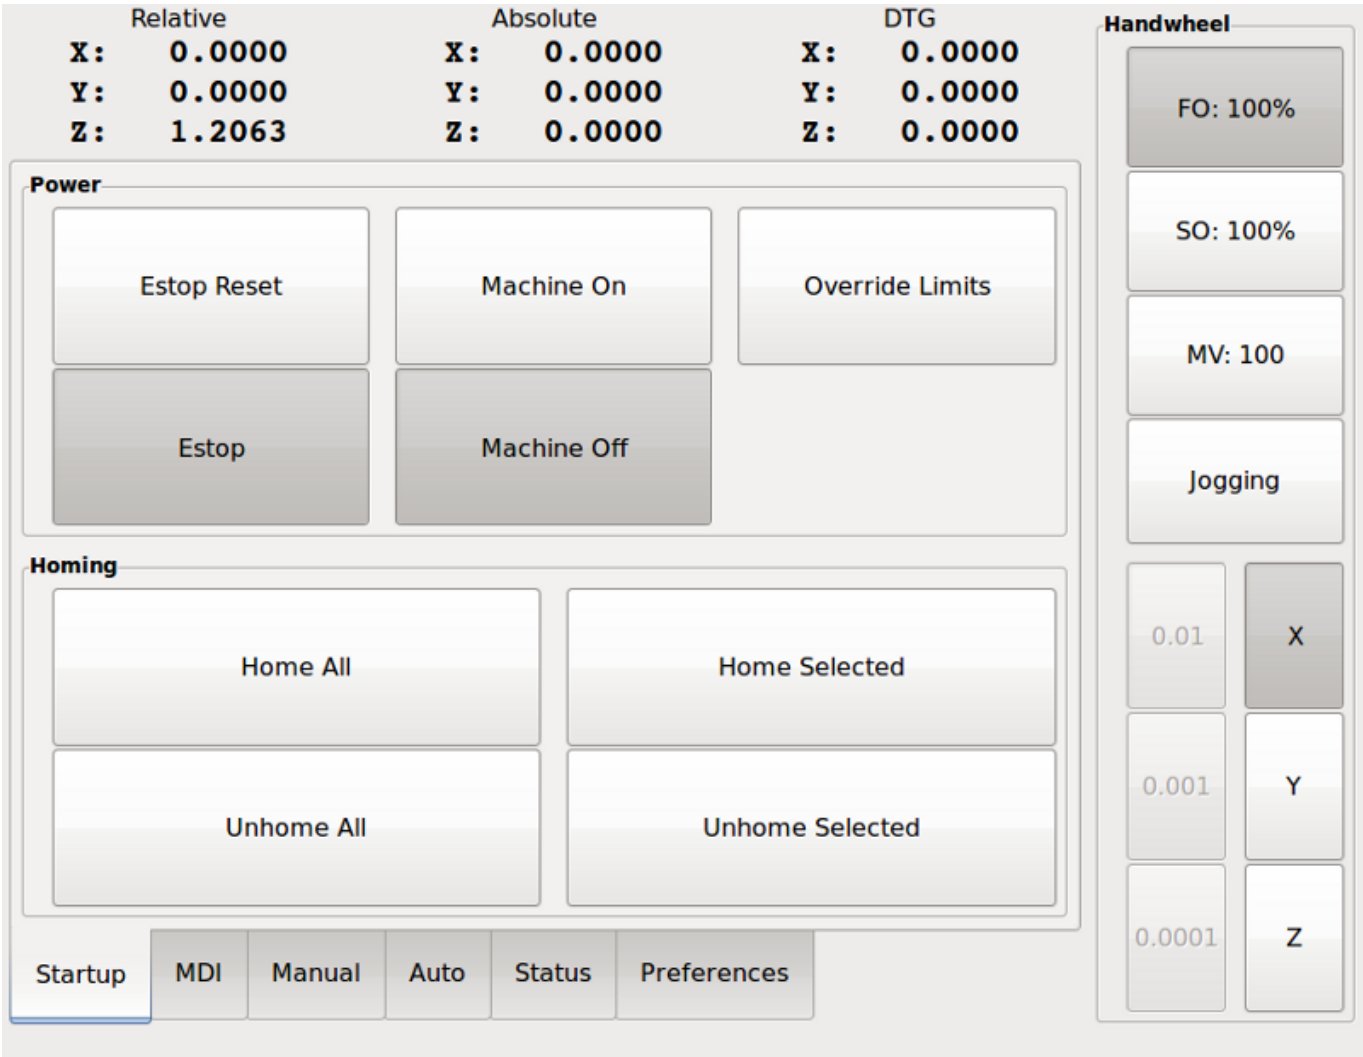 Relative Absolute DTG
X: 0.0000 X: 0.0000 X: 0.0000
Y: 0.0000 Y: 0.0000 Y: 0.0000
Z: 1.2063 Z: 0.0000 Z: 0.0000
Power
Estop Reset Machine On Override Limits
Estop Machine Off
Homing
Home All Home Selected
Unhome All Unhome Selected
Startup MDI Manual Auto Status Preferences
Handwheel
FO: 100%
SO: 100%
MV: 100
Jogging
0.01 X
0.001 Y
0.0001 Z